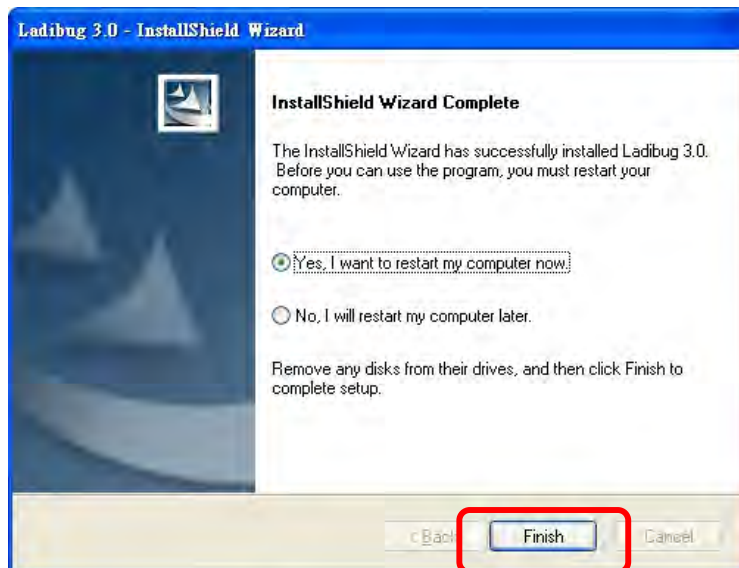 Ladibug 3.0 - InstallShield Wizard
InstallShield Wizard Complete
The InstallShield Wizard has successfully installed Ladibug 3.0.
Before you can use the program, you must restart your
computer.
Yes, I want to restart my computer now.
No, I will restart my computer later.
Remove any disks from their drives, and then click Finish to
complete setup.
< Back Finish Cancel